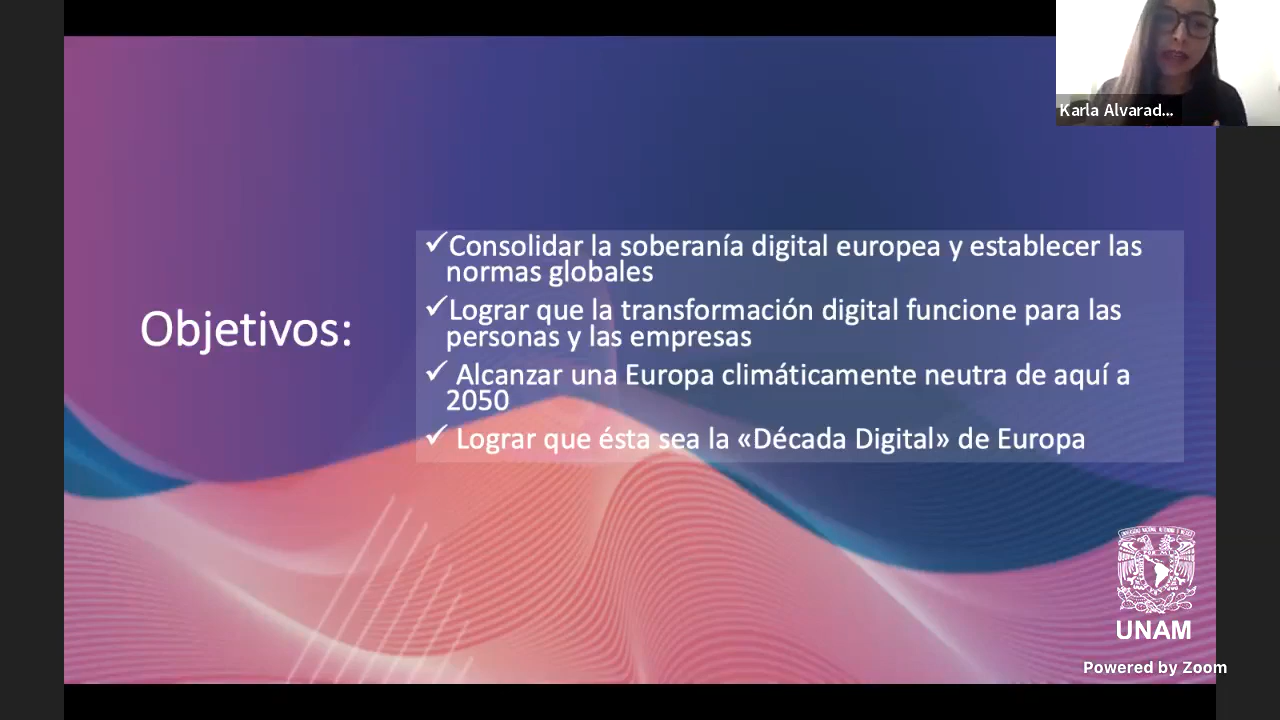 Karla Alvarad...
Objetivos:
✓Consolidar la soberanía digital europea y establecer las
normas globales
✓Lograr que la transformación digital funcione para las
personas y las empresas
✓ Alcanzar una Europa climáticamente neutra de aquí a
2050
✓ Lograr que ésta sea la «Década Digital» de Europa
UNAM
Powered by Zoom